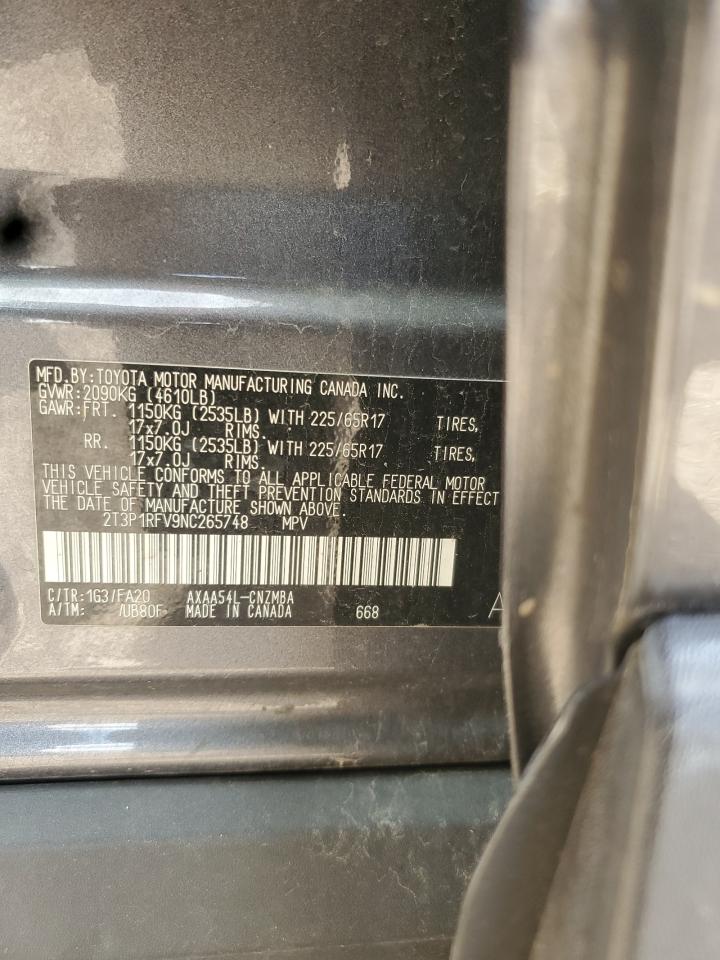 MFD.BY:TOYOTA MOTOR MANUFACTURING CANADA INC.
GVWR:2090KG (4610LB)
GAWR:FRT. 1150KG (2535LB) WITH 225/65R17 TIRES,
17x7.0J RIMS.
RR. 1150KG (2535LB) WITH 225/65R17 TIRES,
17x7.0J RIMS.
THIS VEHICLE CONFORMS TO ALL APPLICABLE FEDERAL MOTOR
VEHICLE SAFETY AND THEFT PREVENTION STANDARDS IN EFFECT
THE DATE OF MANUFACTURE SHOWN ABOVE.
2T3P1RFV9NC265748 MPV
C/TR:1G3/FA20 AXAA54L-CNZMBA
A/TM: /UB80F MADE IN CANADA 668
A